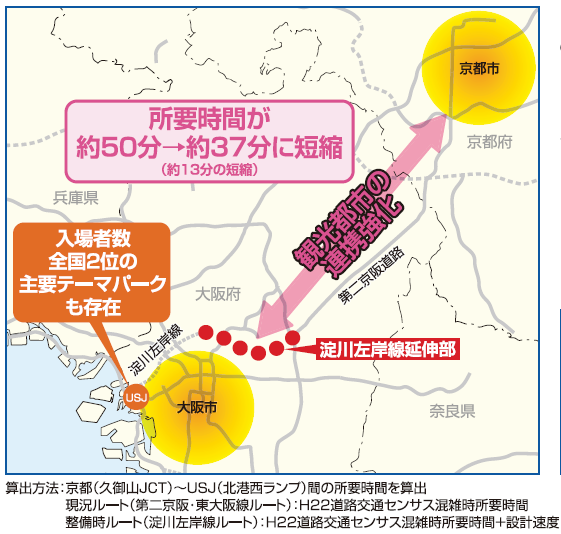 京都市
所要時間が
約50分→約37分に短縮
(約13分の短縮)
京都府
兵庫県
観光都市の
連携強化
入場者数
全国2位の
主要テーマパーク
も存在
大阪府
第二京阪道路
淀川左岸線
淀川左岸線延伸部
USJ
大阪市
奈良県
算出方法:京都(久御山JCT)~USJ(北港西ランプ)間の所要時間を算出
現況ルート(第二京阪・東大阪線ルート):H22道路交通センサス混雑時所要時間
整備時ルート(淀川左岸線ルート):H22道路交通センサス混雑時所要時間+設計速度